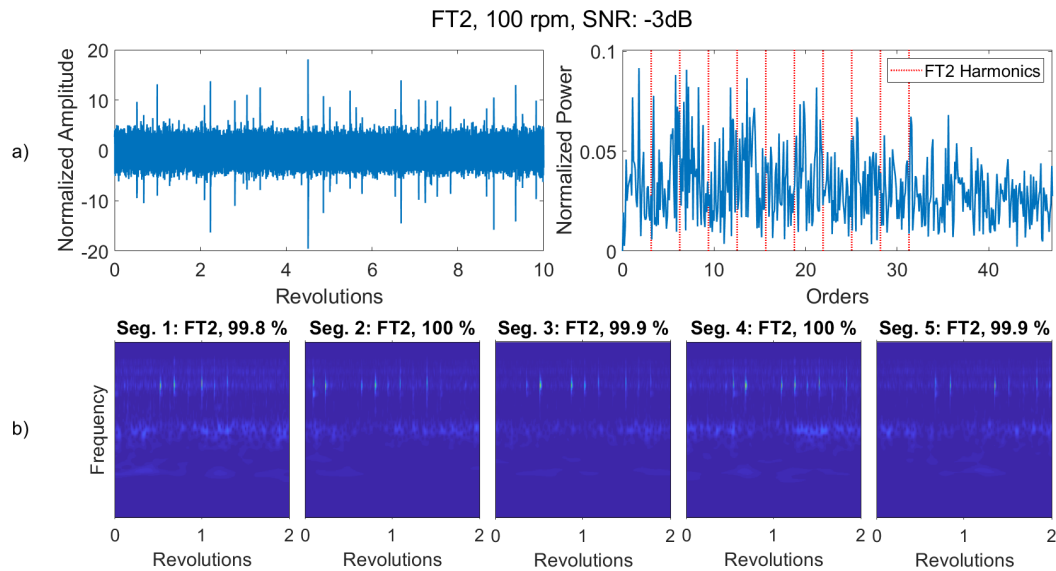 FT2, 100 rpm, SNR: -3dB
a)
Normalized Amplitude
20
10
0
-10
-20
0 2 4 6 8 10
Revolutions
Normalized Power
0.1
0.05
0
0 10 20 30 40
Orders
FT2 Harmonics
b)
Seg. 1: FT2, 99.8 % Seg. 2: FT2, 100 % Seg. 3: FT2, 99.9 % Seg. 4: FT2, 100 % Seg. 5: FT2, 99.9 %
Frequency
0 1 2 0 1 2 0 1 2 0 1 2 0 1 2
Revolutions Revolutions Revolutions Revolutions Revolutions